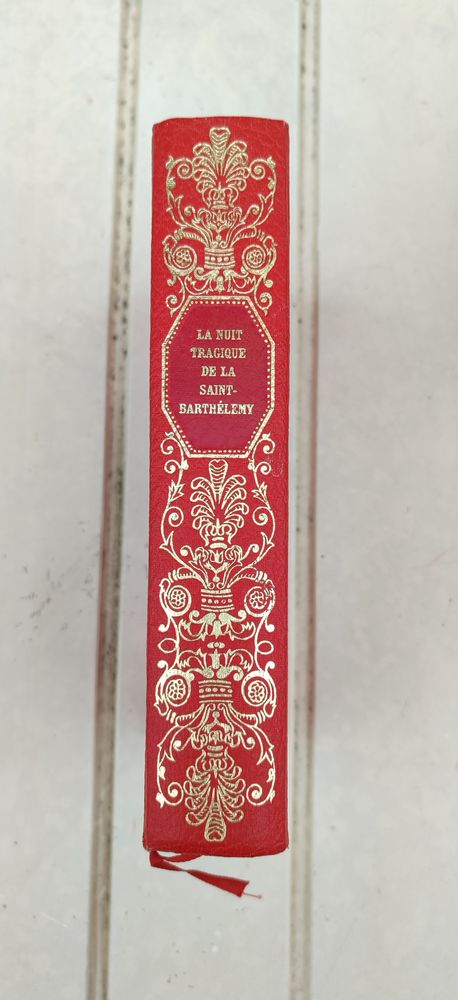 LA NUIT
TRAGIQUE
DE LA
SAINT-
BARTHÉLEMY